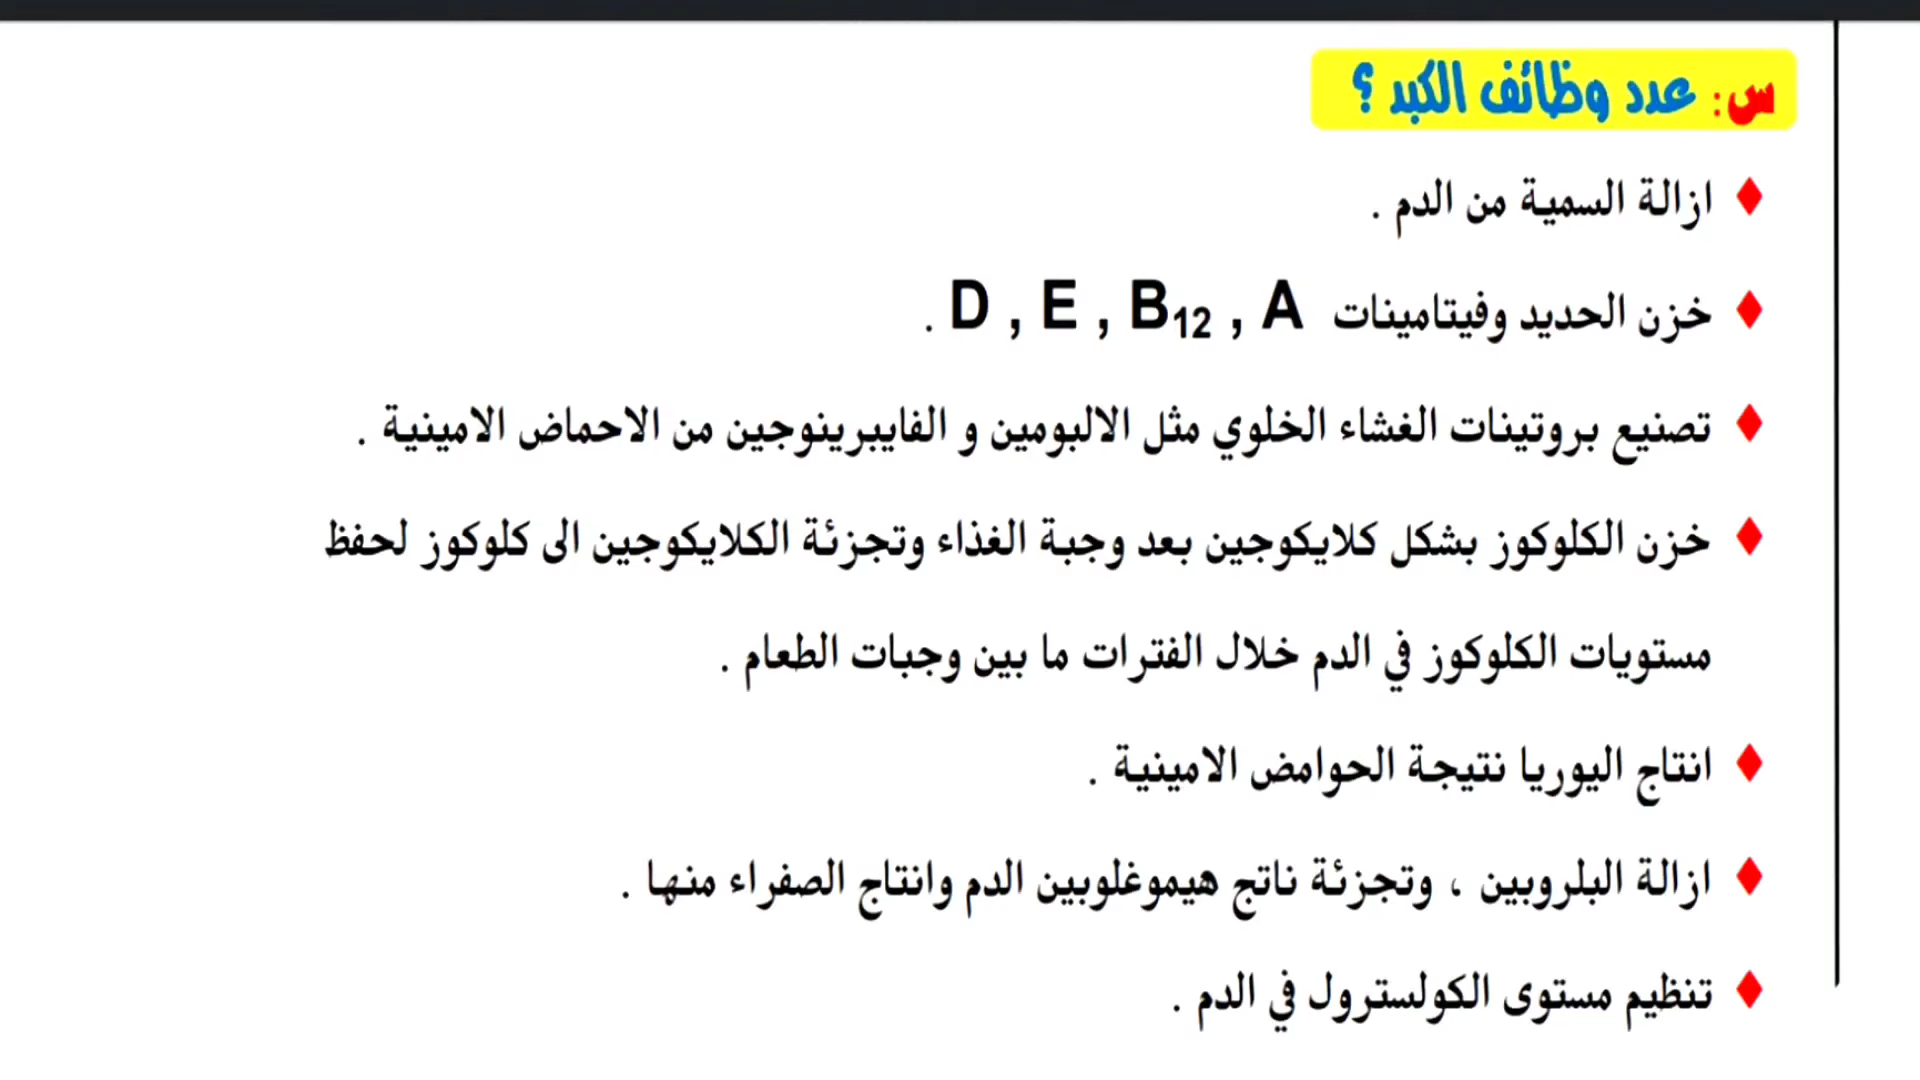 س: عدد وظائف الكبد ؟
♦ ازالة السمية من الدم .
♦ خزن الحديد وفيتامينات D , E , B₁₂ , A .
♦ تصنيع بروتينات الغشاء الخلوي مثل الالبومين و الفايبرينوجين من الاحماض الامينية .
♦ خزن الكلوكوز بشكل كلايكوجين بعد وجبة الغذاء وتجزئة الكلايكوجين الى كلوكوز لحفظ
مستويات الكلوكوز في الدم خلال الفترات ما بين وجبات الطعام .
♦ انتاج اليوريا نتيجة الحوامض الامينية .
♦ ازالة البلروبين ، وتجزئة ناتج هيموغلوبين الدم وانتاج الصفراء منها .
♦ تنظيم مستوى الكولسترول في الدم .